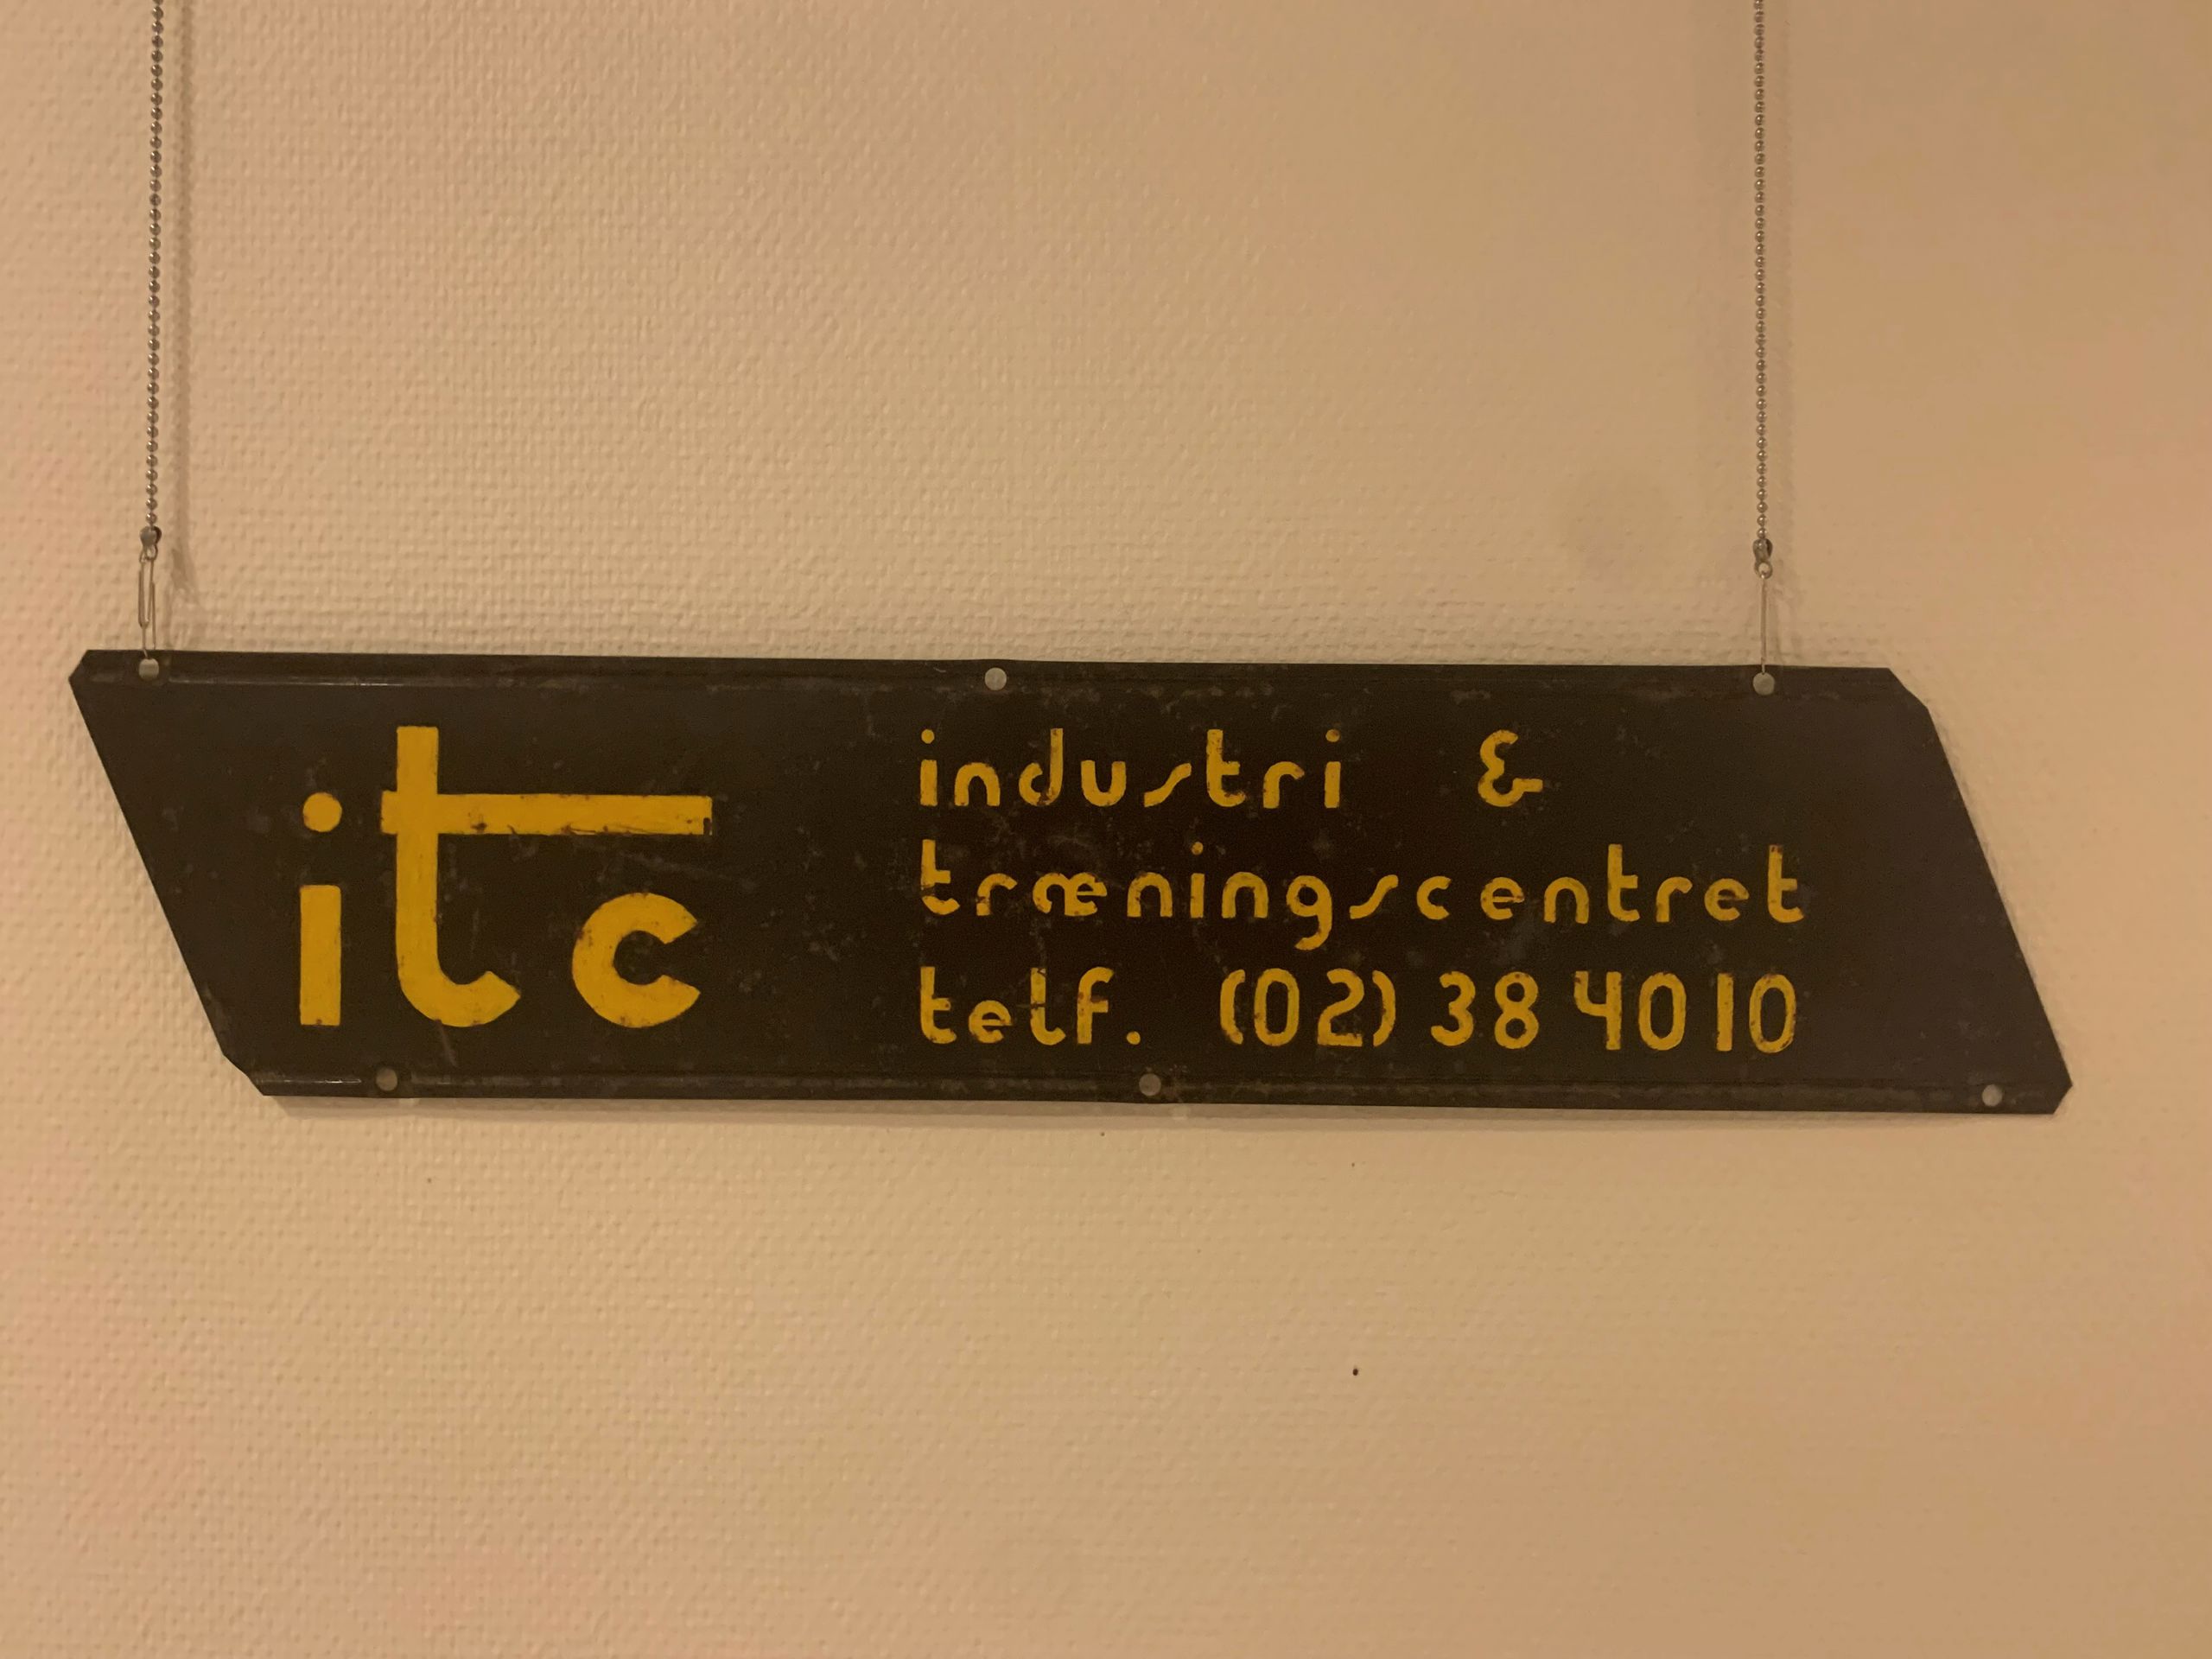 itc
industri &
træningscentret
telf. (02) 38 40 10